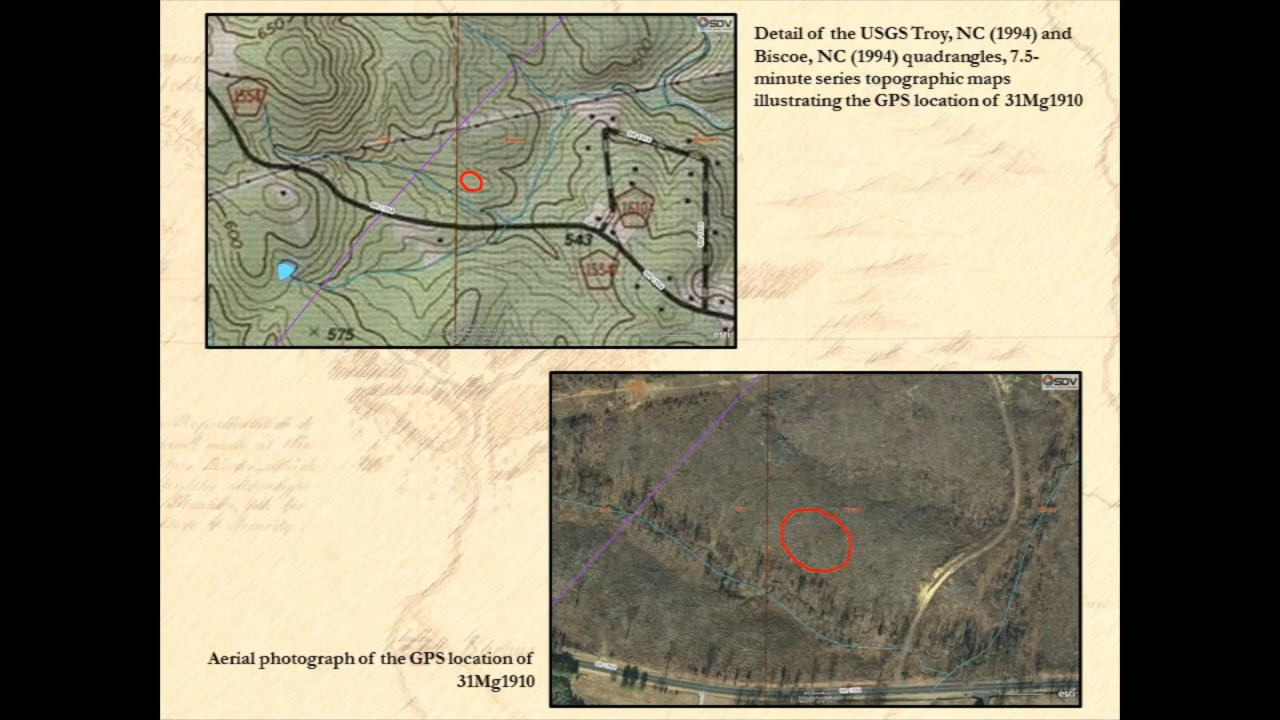 SDV
650
500
1554
1610
543
600
1554
575
esri
Detail of the USGS Troy, NC (1994) and
Biscoe, NC (1994) quadrangles, 7.5-
minute series topographic maps
illustrating the GPS location of 31Mg1910
SDV
esri
Aerial photograph of the GPS location of
31Mg1910